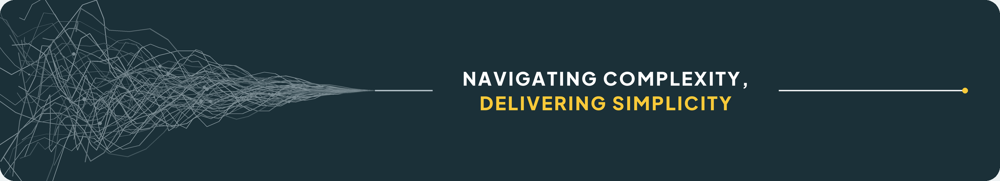 NAVIGATING COMPLEXITY,
DELIVERING SIMPLICITY